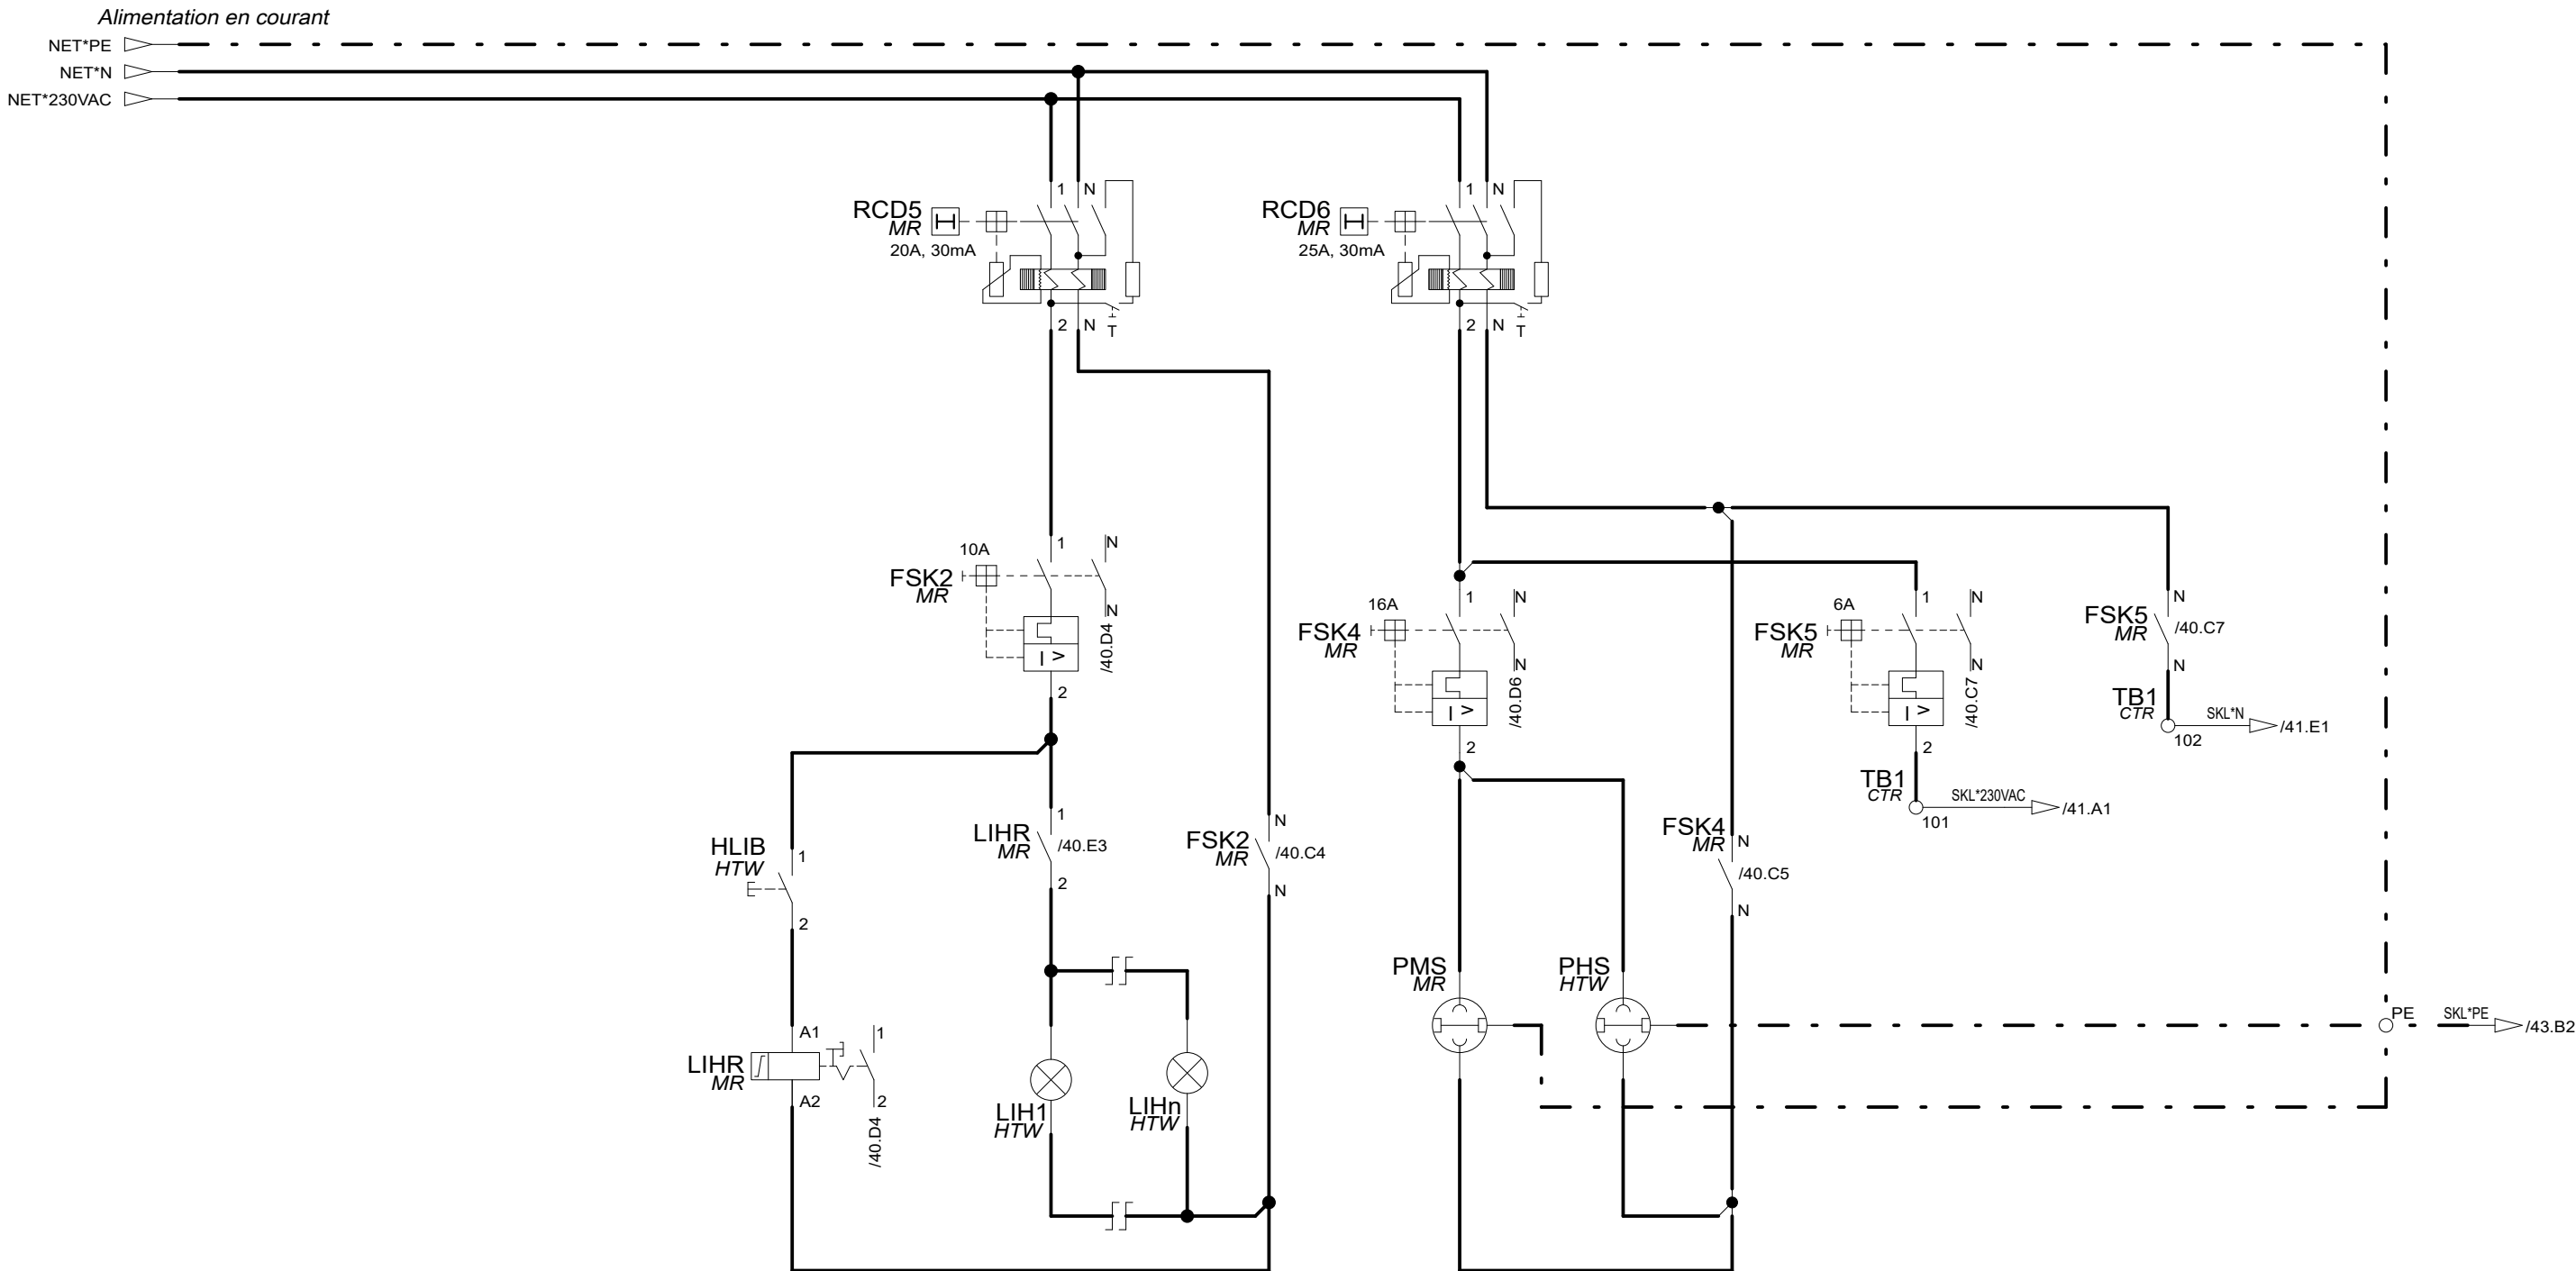 Alimentation en courant
NET*PE
NET*N
NET*230VAC
1 N
RCD5
MR
20A, 30mA
2 N
T
1 N
RCD6
MR
25A, 30mA
2 N
T
10A
1
N
FSK2
MR
N
I >
2
/40.D4
16A
1
N
FSK4
MR
N
I >
2
/40.D6
6A
1
N
FSK5
MR
N
I >
2
/40.C7
N
FSK5
MR
/40.C7
N
TB1
CTR
SKL*N
/41.E1
102
TB1
CTR
SKL*230VAC
/41.A1
101
HLIB
HTW
1
2
1
LIHR
MR
/40.E3
2
N
FSK2
MR
/40.C4
N
FSK4
MR
N
/40.C5
N
A1
1
LIHR
MR
A2
2
/40.D4
LIH1
HTW
LIHn
HTW
PMS
MR
PHS
HTW
PE
SKL*PE
/43.B2